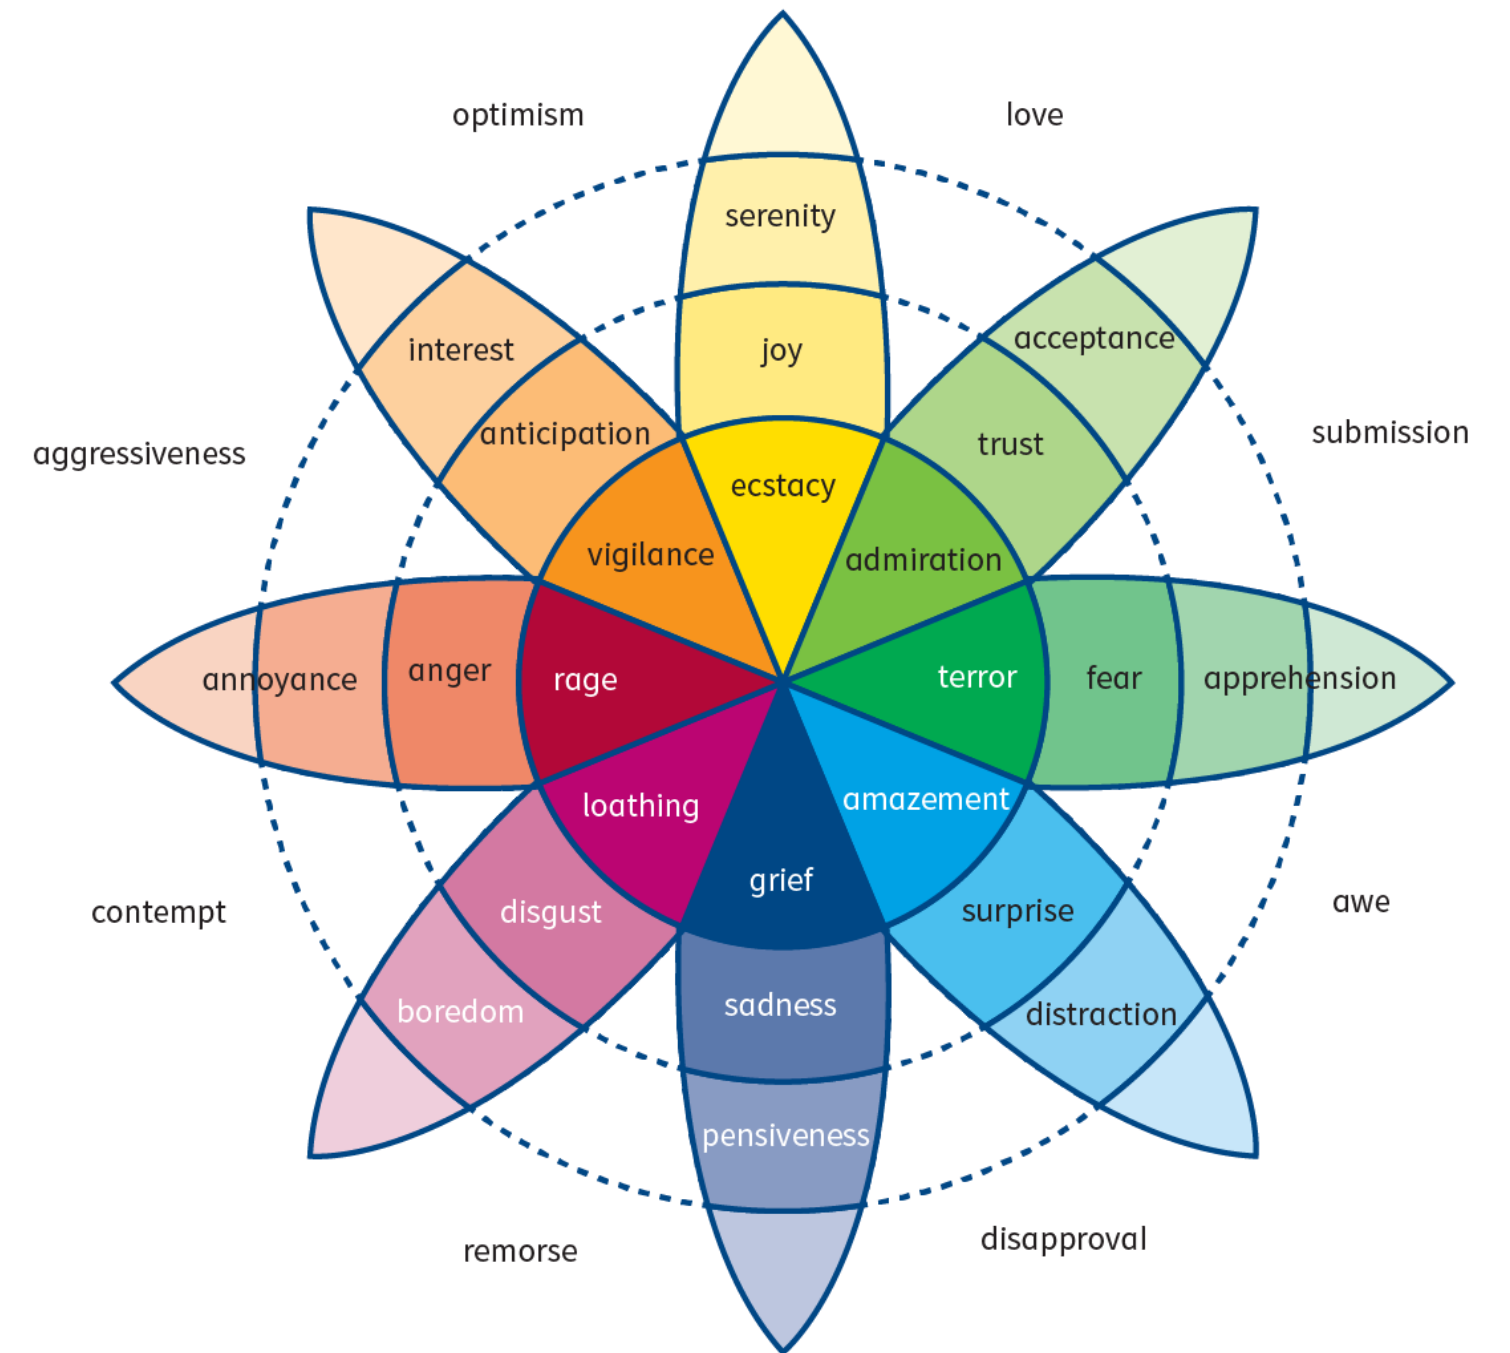 optimism
love
serenity
interest
acceptance
joy
anticipation
trust
submission
aggressiveness
ecstacy
vigilance
admiration
annoyance
anger
rage
terror
fear
apprehension
loathing
amazement
grief
contempt
disgust
surprise
awe
boredom
sadness
distraction
pensiveness
remorse
disapproval